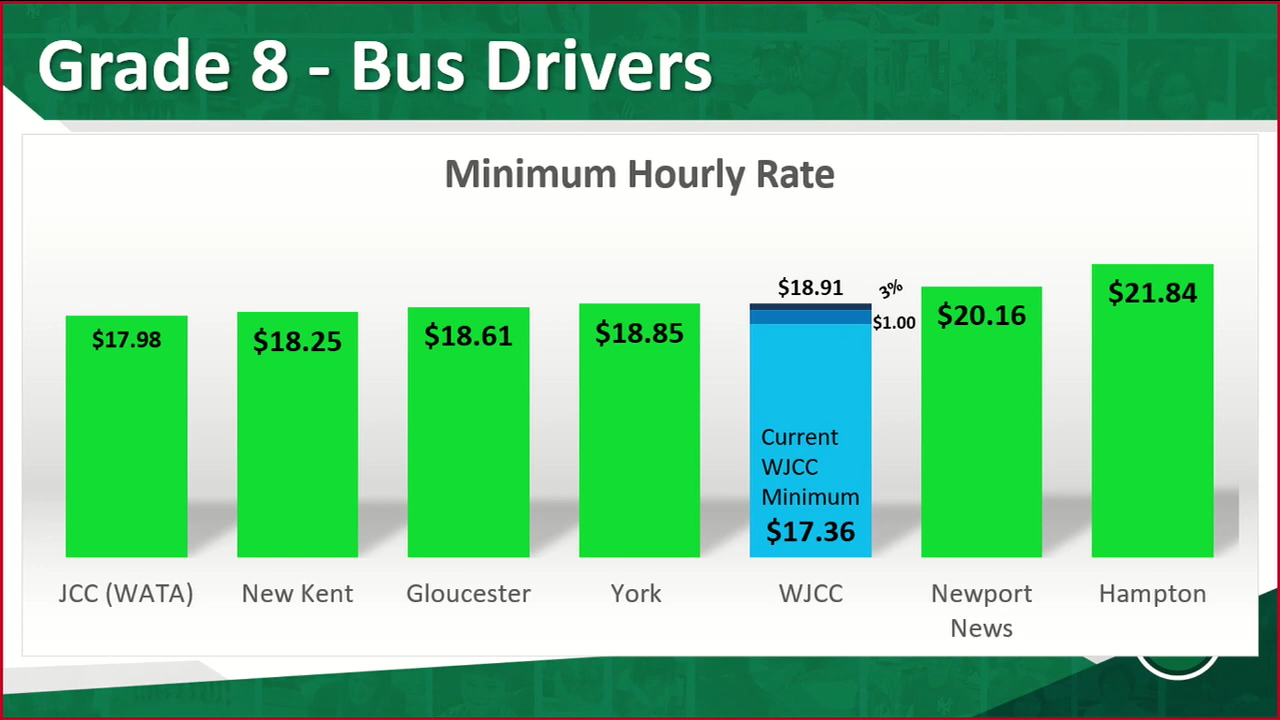 Grade 8 - Bus Drivers
Minimum Hourly Rate
$17.98
$18.25
$18.61
$18.85
$18.91
3%
$1.00
Current
WJCC
Minimum
$17.36
$20.16
$21.84
JCC (WATA)
New Kent
Gloucester
York
WJCC
Newport
News
Hampton